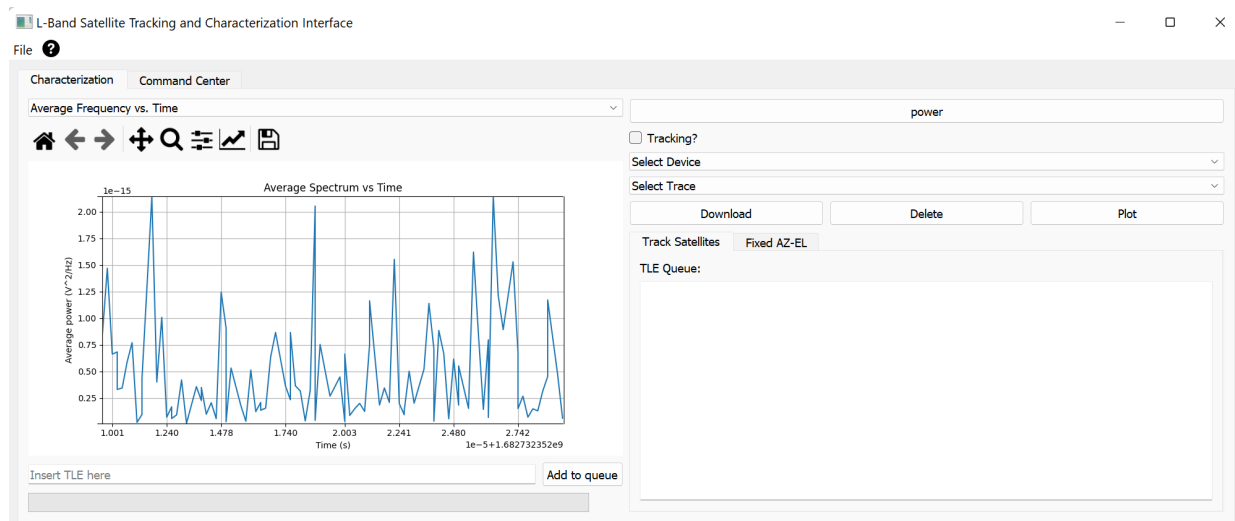 L-Band Satellite Tracking and Characterization Interface
File ?
Characterization Command Center
Average Frequency vs. Time
Average Spectrum vs Time
1e−15
2.00
1.75
1.50
1.25
1.00
0.75
0.50
0.25
Average power (V^2/Hz)
1.001 1.240 1.478 1.740 2.003 2.241 2.480 2.742
Time (s)
1e−5+1.682732352e9
Insert TLE here
Add to queue
power
Tracking?
Select Device
Select Trace
Download Delete Plot
Track Satellites Fixed AZ-EL
TLE Queue: